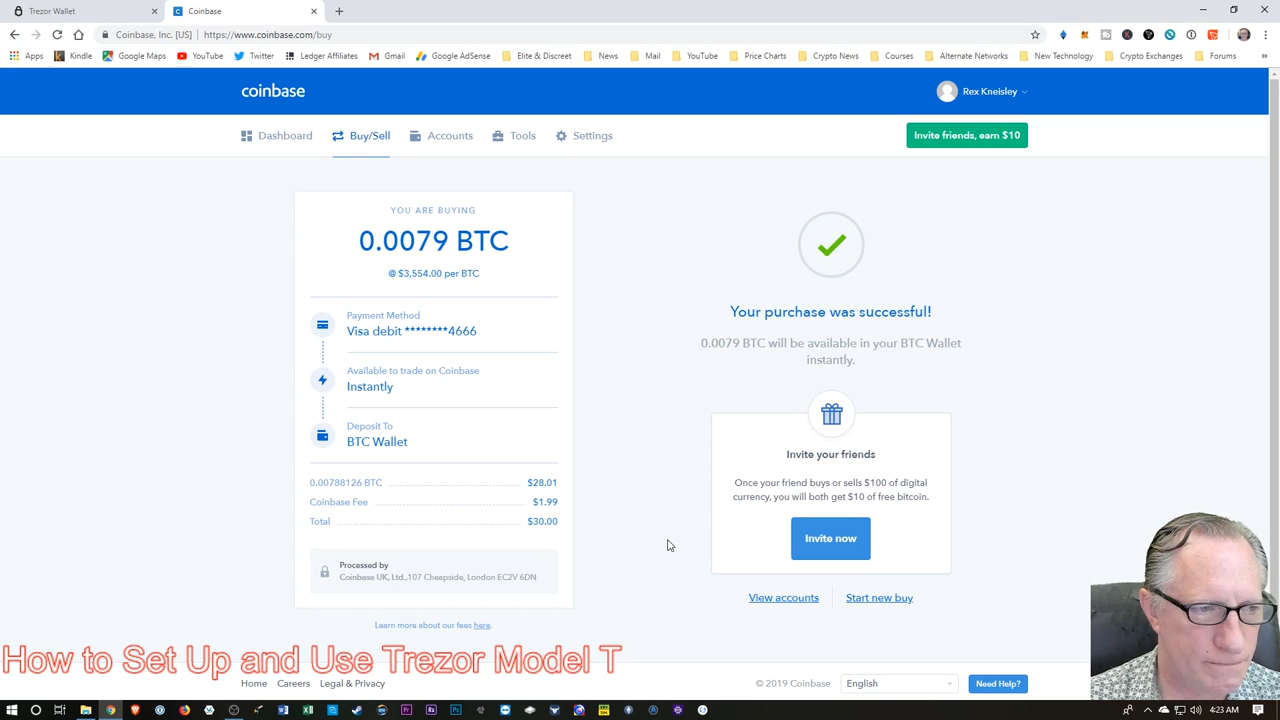 Trezor Wallet
Coinbase
Coinbase, Inc. [US] | https://www.coinbase.com/buy
Apps Kindle Google Maps YouTube Twitter Ledger Affiliates Gmail Google AdSense Elite & Discreet News Mail YouTube Price Charts Crypto News Courses Alternate Networks New Technology Crypto Exchanges Forums
coinbase
Rex Kneisley
Dashboard Buy/Sell Accounts Tools Settings
Invite friends, earn $10
YOU ARE BUYING
0.0079 BTC
@ $3,554.00 per BTC
Payment Method
Visa debit ********4666
Available to trade on Coinbase
Instantly
Deposit To
BTC Wallet
0.00788126 BTC $28.01
Coinbase Fee $1.99
Total $30.00
Processed by
Coinbase UK, Ltd.,107 Cheapside, London EC2V 6DN
Learn more about our fees here.
Your purchase was successful!
0.0079 BTC will be available in your BTC Wallet
instantly.
Invite your friends
Once your friend buys or sells $100 of digital
currency, you will both get $10 of free bitcoin.
Invite now
View accounts
Start new buy
How to Set Up and Use Trezor Model T
Home Careers Legal & Privacy
© 2019 Coinbase
English
Need Help?
4:23 AM